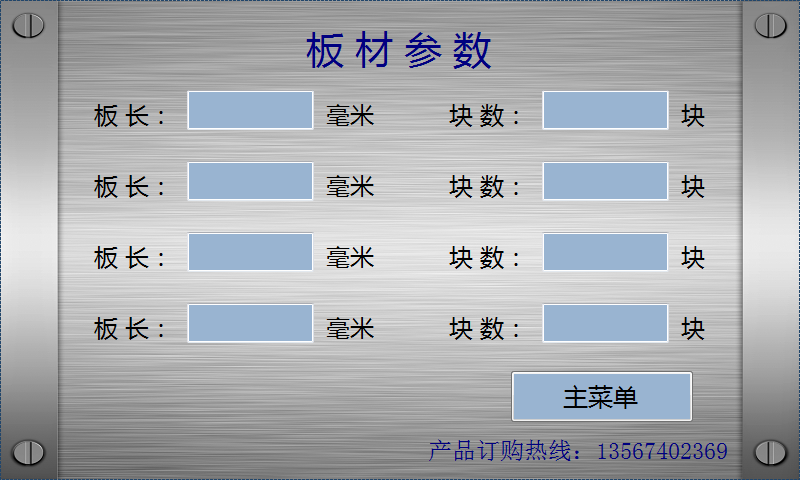 板材参数
板长： 毫米 块数： 块
板长： 毫米 块数： 块
板长： 毫米 块数： 块
板长： 毫米 块数： 块
主菜单
产品订购热线：13567402369